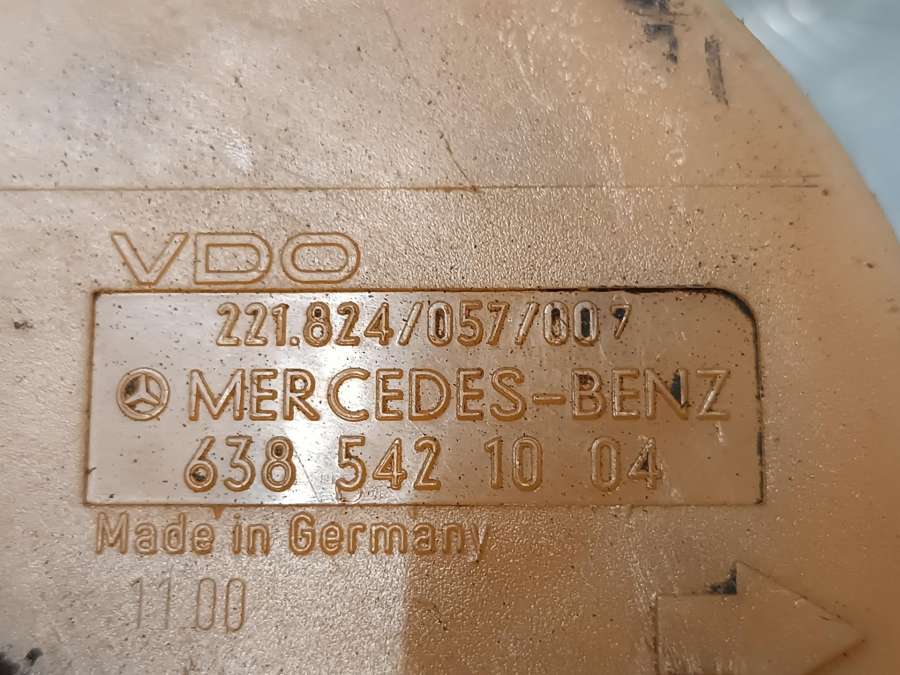 VDO
221.824/057/007
MERCEDES-BENZ
638 542 10 04
Made in Germany
11 00